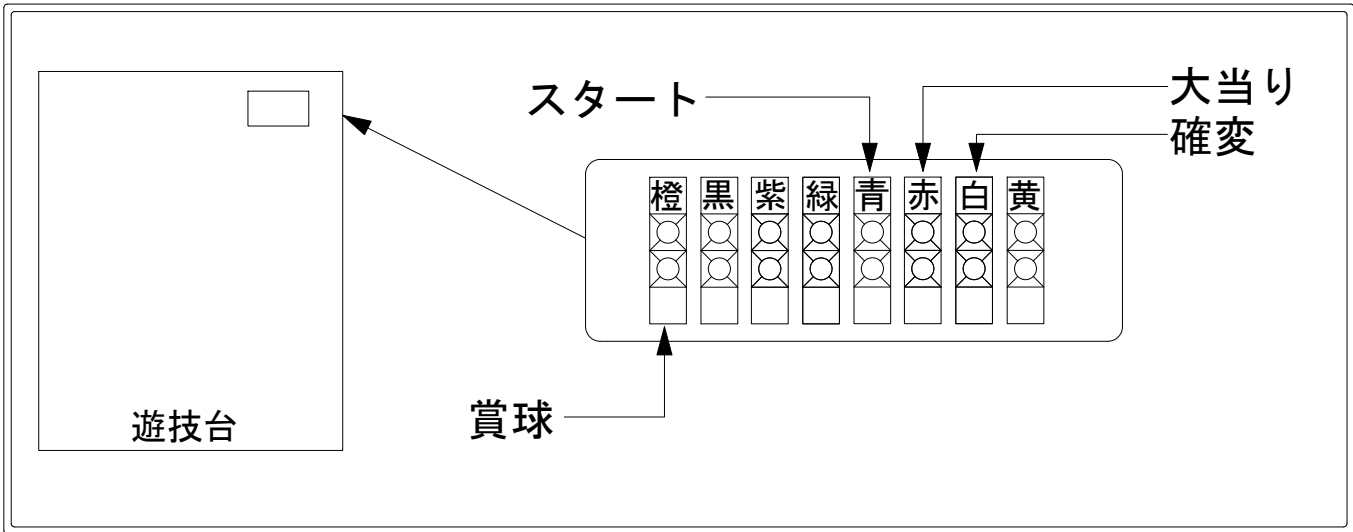 スタート
大当り
確変
橙 黒 紫 緑 青 赤 白 黄
賞球
遊技台